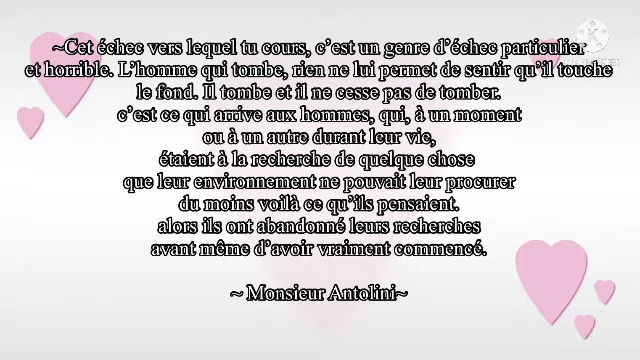 ~Cet échec vers lequel tu cours, c'est un genre d'échec particulier
et horrible. L'homme qui tombe, rien ne lui permet de sentir qu'il touche
le fond. Il tombe et il ne cesse pas de tomber.
c'est ce qui arrive aux hommes, qui, à un moment
ou à un autre durant leur vie,
étaient à la recherche de quelque chose
que leur environnement ne pouvait leur procurer
du moins voilà ce qu'ils pensaient.
alors ils ont abandonné leurs recherches
avant même d'avoir vraiment commencé.
~ Monsieur Antolini~